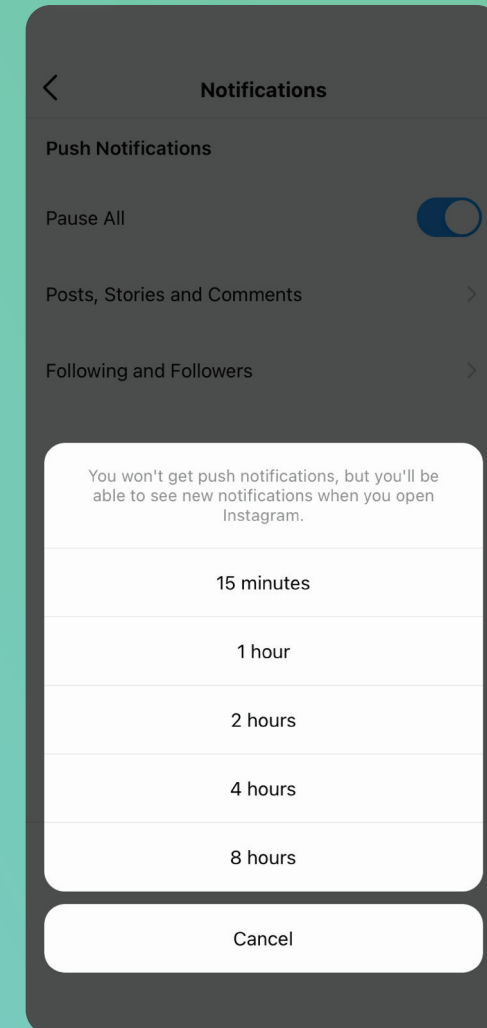 Notifications
Push Notifications
Pause All
Posts, Stories and Comments
Following and Followers
You won't get push notifications, but you'll be
able to see new notifications when you open
Instagram.
15 minutes
1 hour
2 hours
4 hours
8 hours
Cancel